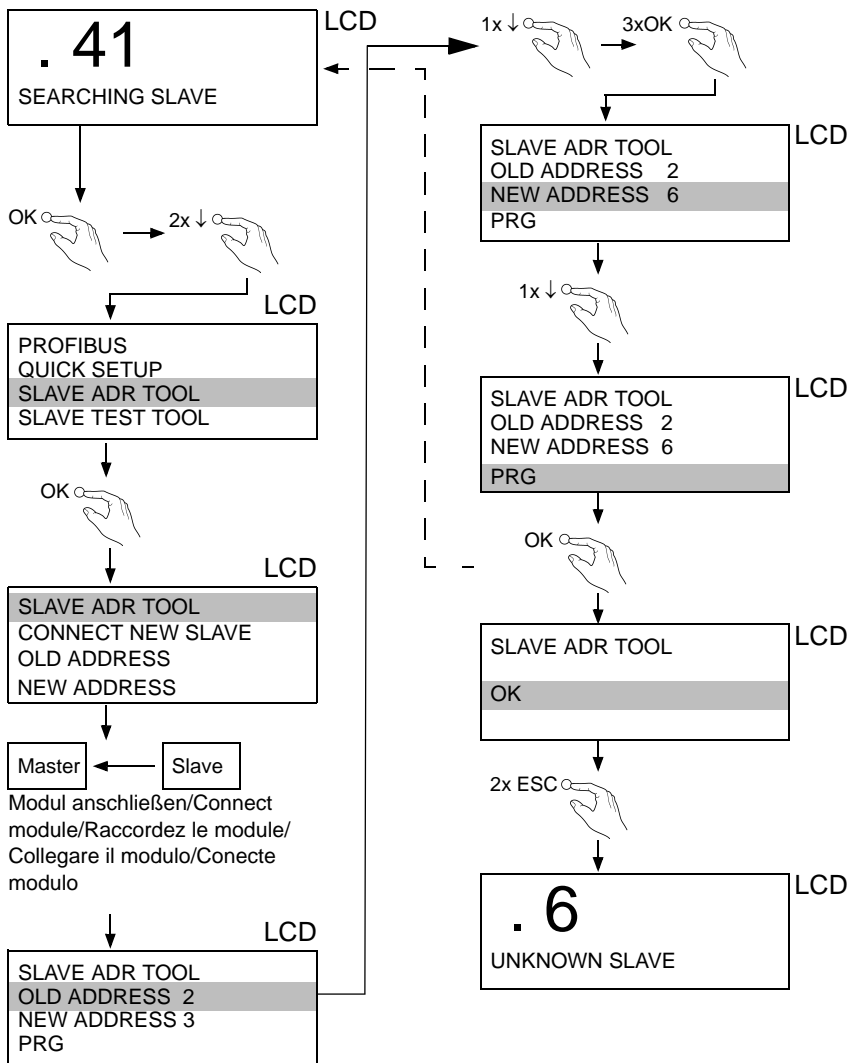 LCD
. 41
SEARCHING SLAVE
OK
2x ↓
LCD
PROFIBUS
QUICK SETUP
SLAVE ADR TOOL
SLAVE TEST TOOL
OK
LCD
SLAVE ADR TOOL
CONNECT NEW SLAVE
OLD ADDRESS
NEW ADDRESS
Master
Slave
Modul anschließen/Connect
module/Raccordez le module/
Collegare il modulo/Conecte
modulo
LCD
SLAVE ADR TOOL
OLD ADDRESS 2
NEW ADDRESS 3
PRG
1x ↓
3xOK
LCD
SLAVE ADR TOOL
OLD ADDRESS 2
NEW ADDRESS 6
PRG
1x ↓
LCD
SLAVE ADR TOOL
OLD ADDRESS 2
NEW ADDRESS 6
PRG
OK
LCD
SLAVE ADR TOOL
OK
2x ESC
LCD
. 6
UNKNOWN SLAVE